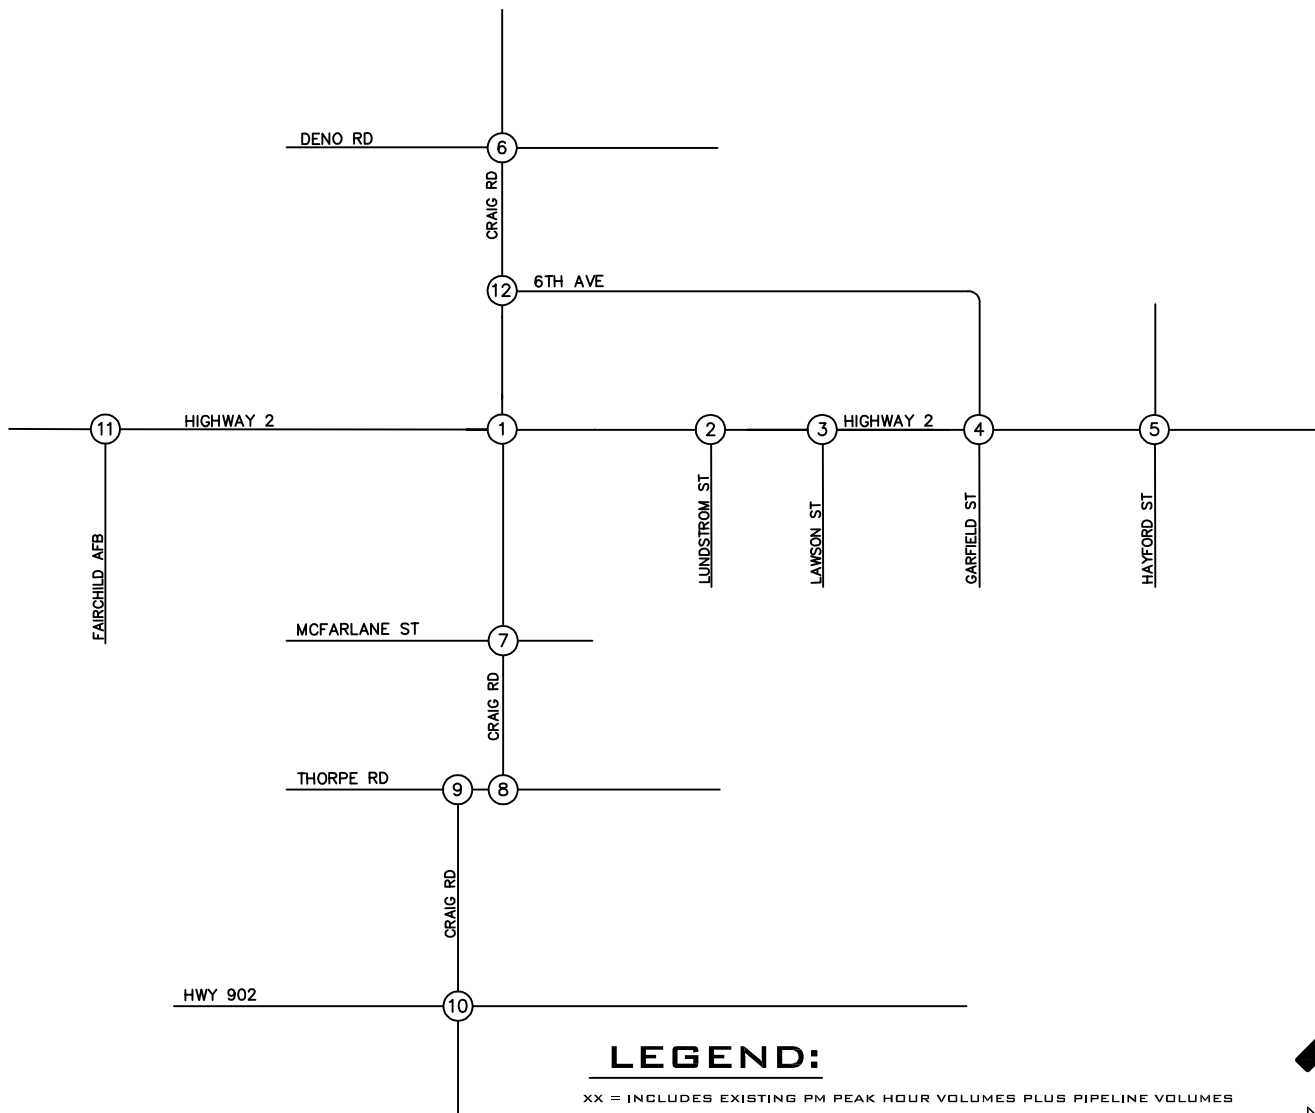 DENO RD
6
CRAIG RD
12
6TH AVE
11
HIGHWAY 2
1
2
3
HIGHWAY 2
4
5
FAIRCHILD AFB
LUNDSTROM ST
LAWSON ST
GARFIELD ST
HAYFORD ST
MCFARLANE ST
7
CRAIG RD
THORPE RD
9
8
CRAIG RD
HWY 902
10
LEGEND:
XX = INCLUDES EXISTING PM PEAK HOUR VOLUMES PLUS PIPELINE VOLUMES